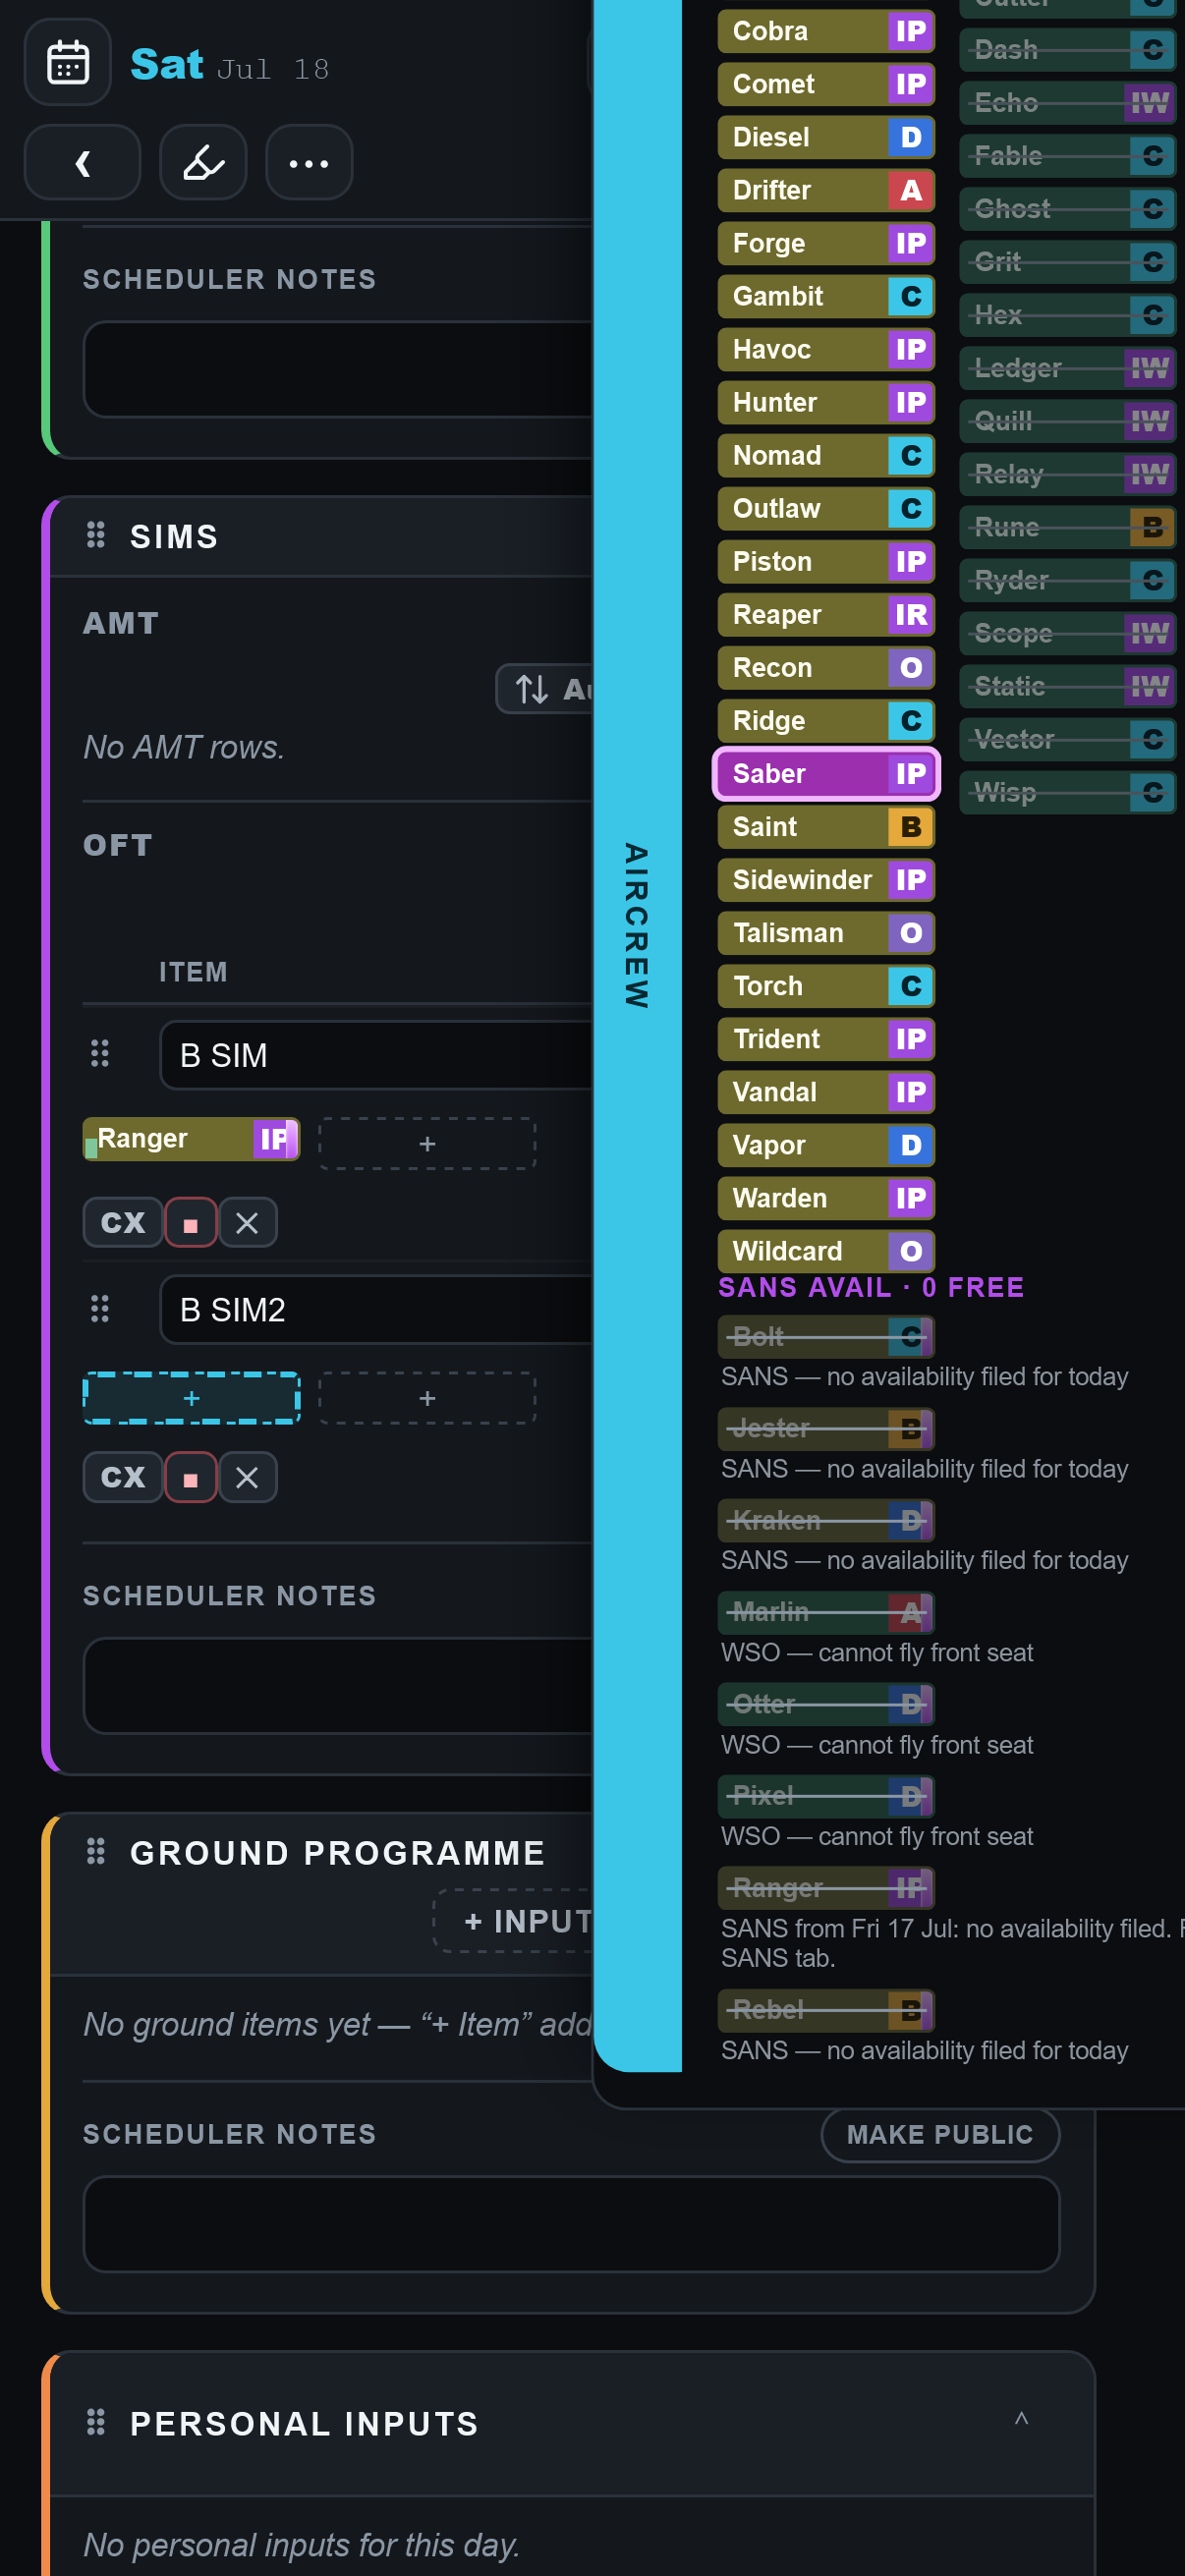 Sat Jul 18
SCHEDULER NOTES
SIMS
AMT
No AMT rows.
OFT
ITEM
B SIM
Ranger IP
+
CX
B SIM2
+
+
CX
SCHEDULER NOTES
GROUND PROGRAMME
+ INPUT
No ground items yet — “+ Item” add
SCHEDULER NOTES
MAKE PUBLIC
PERSONAL INPUTS
No personal inputs for this day.
AIRCREW
Cobra IP
Comet IP
Diesel D
Drifter A
Forge IP
Gambit C
Havoc IP
Hunter IP
Nomad C
Outlaw C
Piston IP
Reaper IR
Recon O
Ridge C
Saber IP
Saint B
Sidewinder IP
Talisman O
Torch C
Trident IP
Vandal IP
Vapor D
Warden IP
Wildcard O
Dash C
Echo IW
Fable C
Ghost C
Grit C
Hex C
Ledger IW
Quill IW
Relay IW
Rune B
Ryder C
Scope IW
Static IW
Vector C
Wisp C
SANS AVAIL · 0 FREE
Bolt C
SANS — no availability filed for today
Jester B
SANS — no availability filed for today
Kraken D
SANS — no availability filed for today
Marlin A
WSO — cannot fly front seat
Otter D
WSO — cannot fly front seat
Pixel D
WSO — cannot fly front seat
Ranger IP
SANS from Fri 17 Jul: no availability filed.
SANS tab.
Rebel B
SANS — no availability filed for today